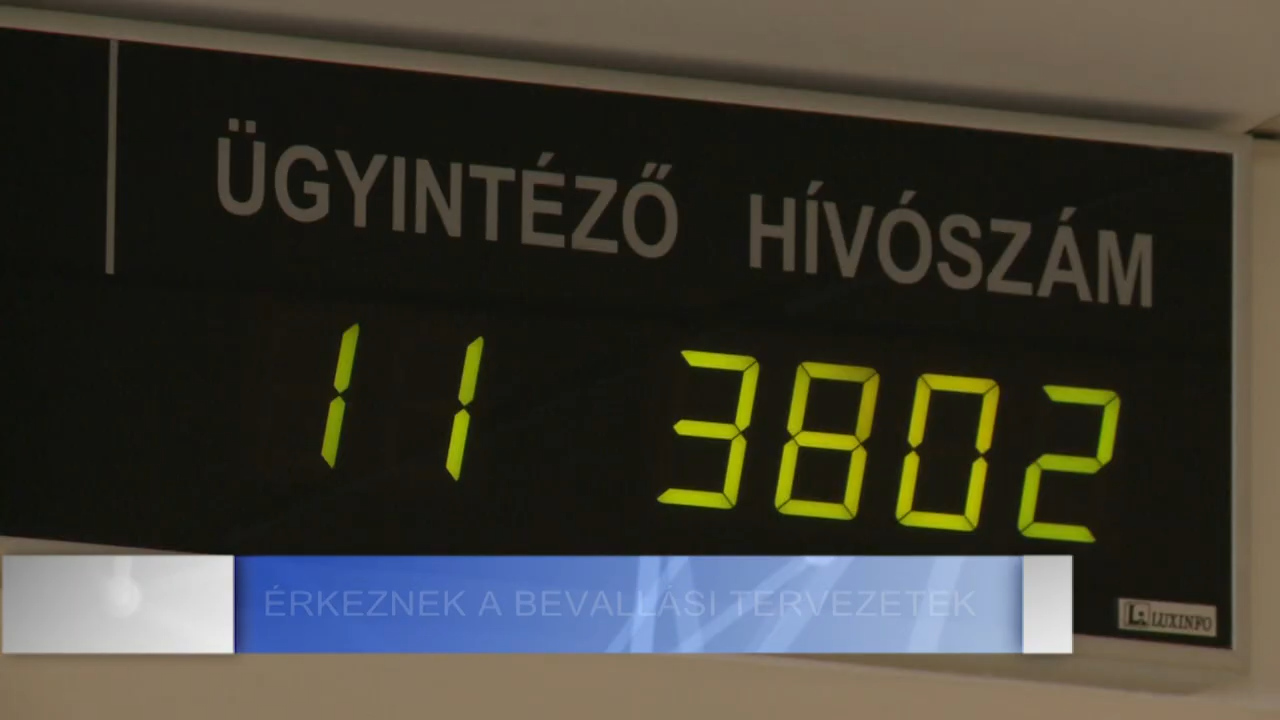 ÜGYINTÉZŐ HÍVÓSZÁM
11 3802
ÉRKEZNEK A BEVALLÁSI TERVEZETEK
LUXINFO